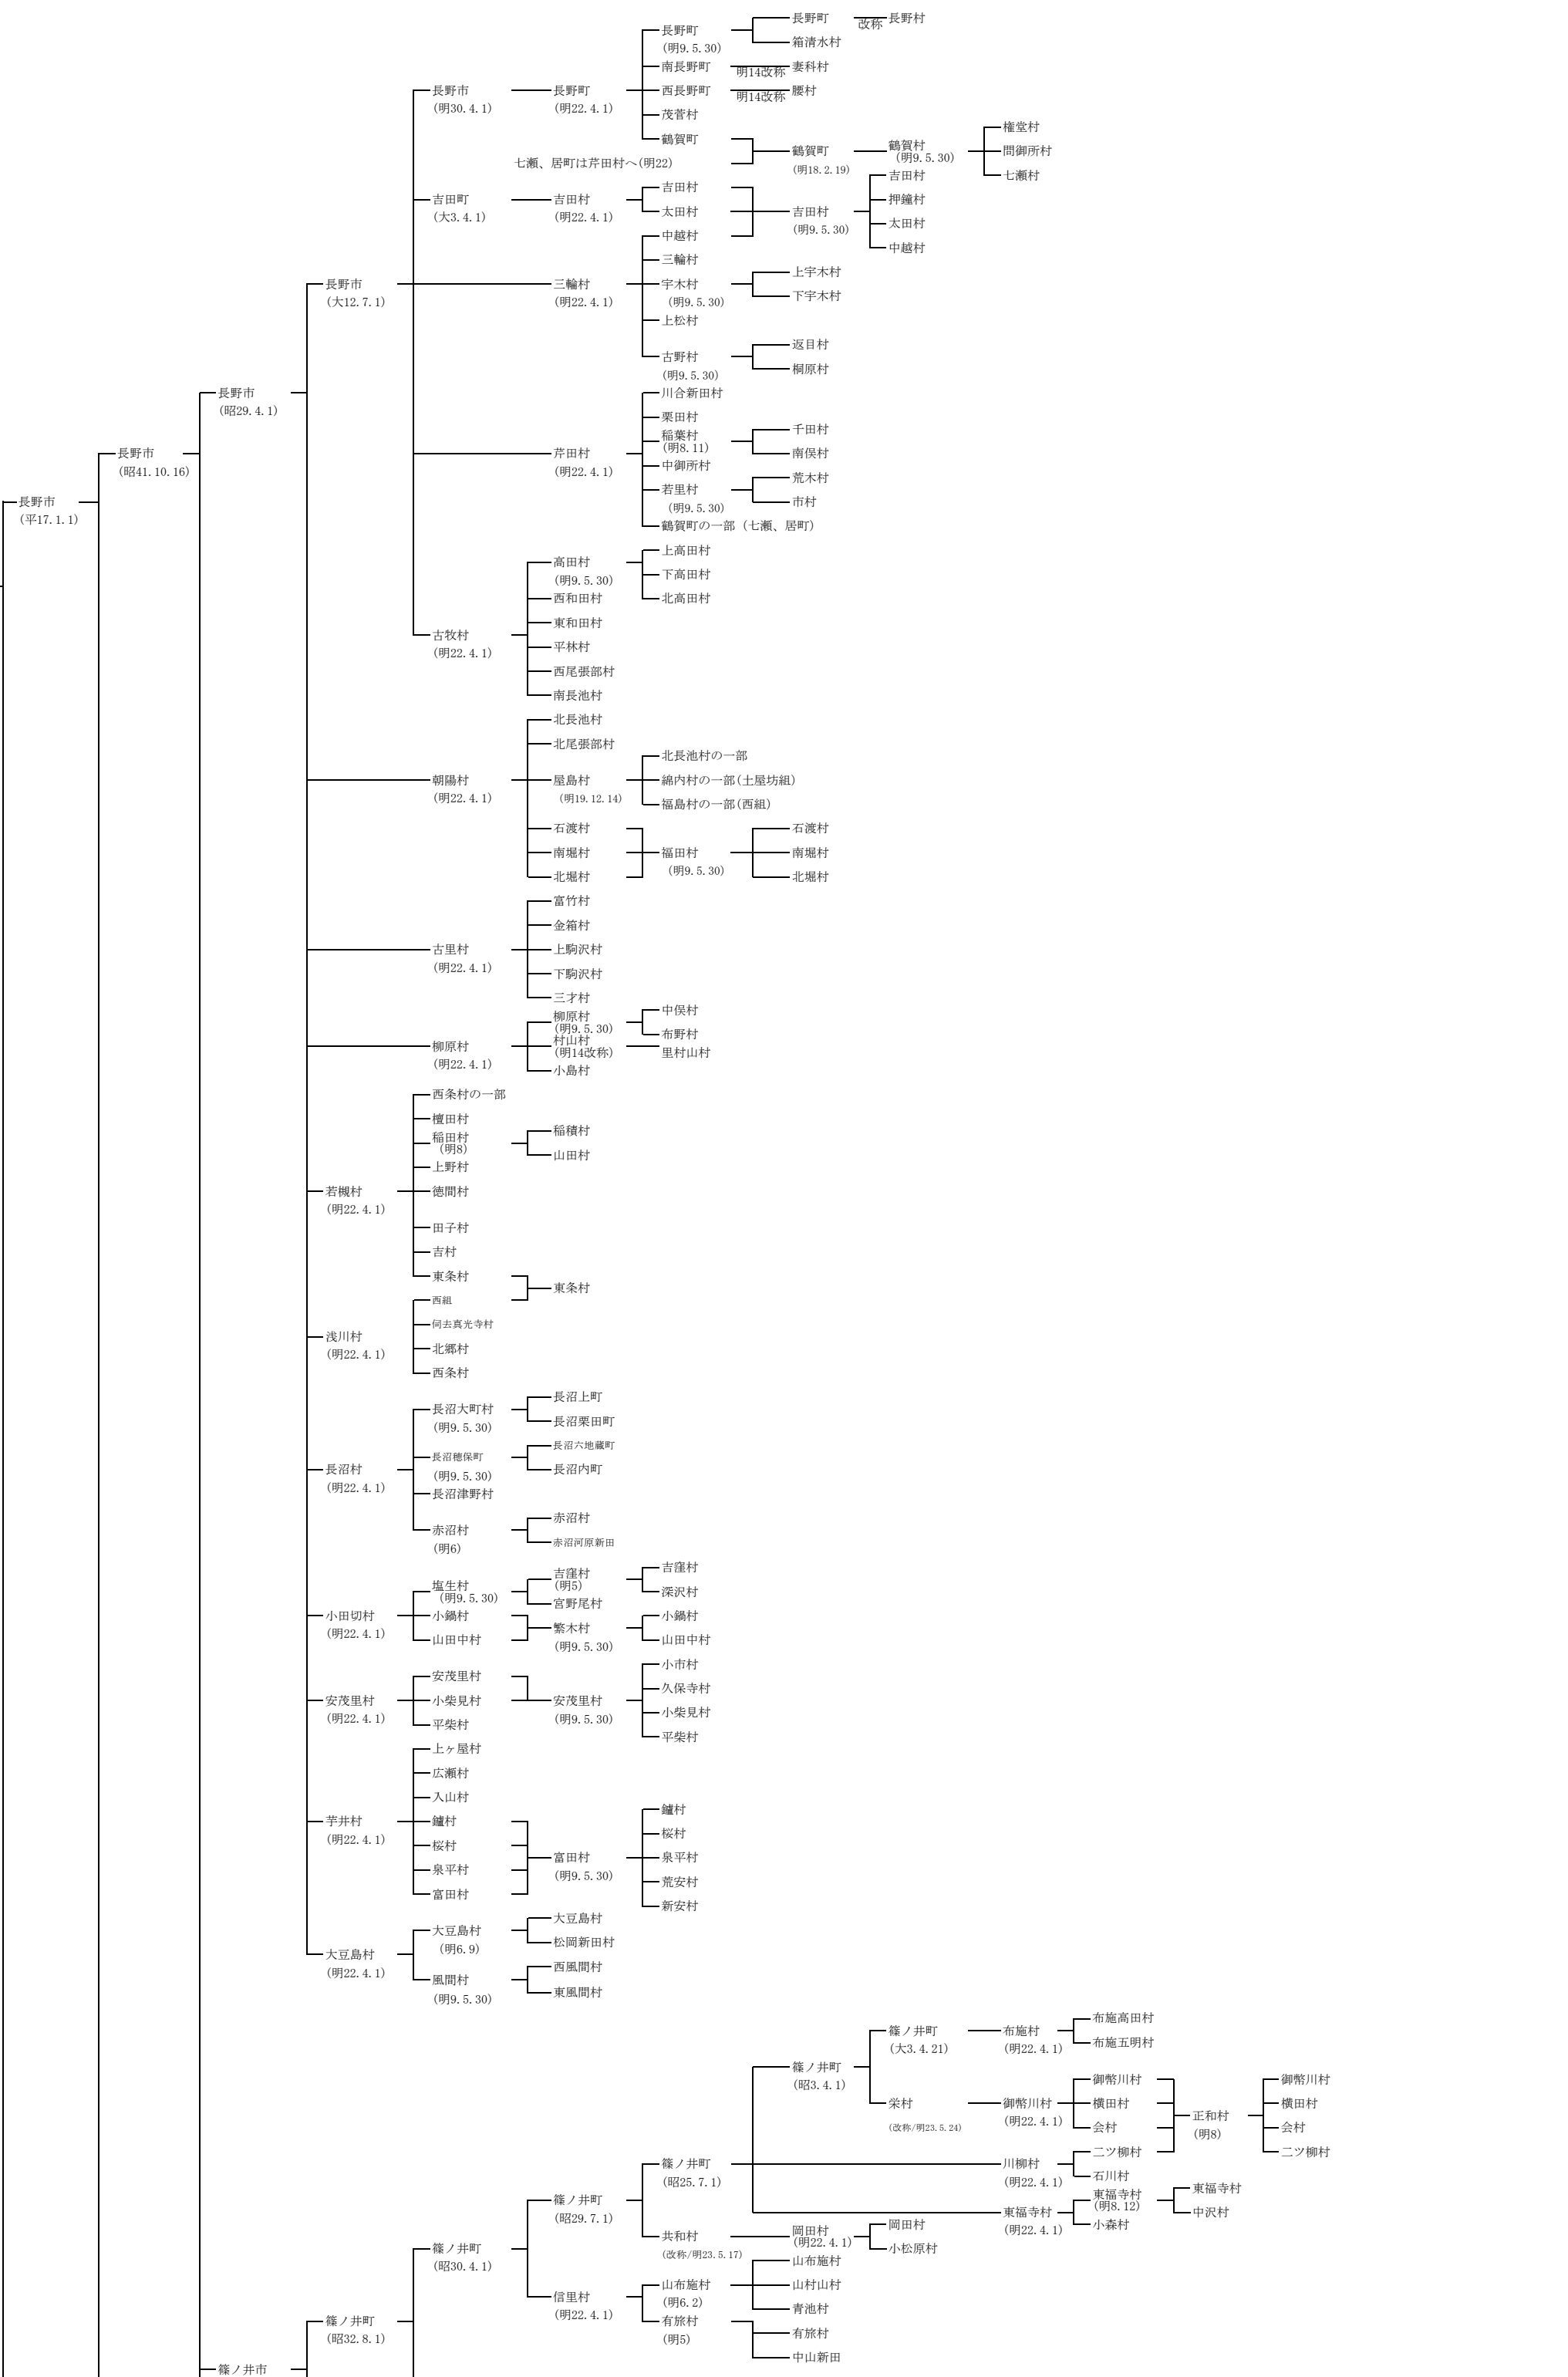 長野町 改称 長野村
長野町
(明9.5.30)
箱清水村
南長野町 明14改称 妻科村
長野市 長野町 西長野町 明14改称 腰村
(明30.4.1) (明22.4.1)
茂菅村
権堂村
鶴賀町
鶴賀町 鶴賀村 問御所村
(明9.5.30)
七瀬、居町は芹田村へ(明22)
(明18.2.19)
吉田村 七瀬村
吉田村
吉田町 吉田村 押鐘村
(大3.4.1) (明22.4.1)
太田村 吉田村
(明9.5.30)
太田村
中越村
中越村
三輪村
上宇木村
長野市 三輪村 宇木村
(大12.7.1) (明22.4.1) (明9.5.30)
下宇木村
上松村
返目村
古野村
(明9.5.30)
桐原村
長野市 川合新田村
(昭29.4.1)
栗田村
千田村
稲葉村
(明8.11)
長野市 芹田村 南俣村
(昭41.10.16) (明22.4.1)
中御所村
荒木村
若里村
(明9.5.30)
長野市 市村
(平17.1.1)
鶴賀町の一部(七瀬、居町)
上高田村
高田村
(明9.5.30)
下高田村
西和田村 北高田村
東和田村
古牧村
(明22.4.1)
平林村
西尾張部村
南長池村
北長池村
北尾張部村
北長池村の一部
朝陽村 屋島村 綿内村の一部(土屋坊組)
(明22.4.1) (明19.12.14)
福島村の一部(西組)
石渡村 石渡村
南堀村 福田村 南堀村
(明9.5.30)
北堀村 北堀村
富竹村
金箱村
古里村 上駒沢村
(明22.4.1)
下駒沢村
三才村
中俣村
柳原村
(明9.5.30)
布野村
柳原村 村山村
(明22.4.1) (明14改称) 里村山村
小島村
西条村の一部
檀田村
稲積村
稲田村
(明8)
山田村
上野村
若槻村 徳間村
(明22.4.1)
田子村
吉村
東条村
東条村
西組
伺去真光寺村
浅川村
(明22.4.1)
北郷村
西条村
長沼上町
長沼大町村
(明9.5.30)
長沼栗田町
長沼六地蔵町
長沼穂保町
(明9.5.30)
長沼村 長沼内町
(明22.4.1)
長沼津野村
赤沼村
赤沼村
(明6)
赤沼河原新田
吉窪村
吉窪村
(明5)
塩生村
(明9.5.30)
深沢村
宮野尾村
小田切村 小鍋村 小鍋村
(明22.4.1)
繁木村
(明9.5.30)
山田中村 山田中村
小市村
安茂里村
久保寺村
安茂里村 小柴見村 安茂里村
(明22.4.1) (明9.5.30)
小柴見村
平柴村
平柴村
上ヶ屋村
広瀬村
入山村
鑪村
芋井村 鑪村
(明22.4.1)
桜村
桜村
富田村 泉平村
(明9.5.30)
泉平村
荒安村
富田村
新安村
大豆島村
大豆島村
(明6.9)
松岡新田村
大豆島村
(明22.4.1)
西風間村
風間村
(明9.5.30)
東風間村
布施高田村
篠ノ井町 布施村
(大3.4.21) (明22.4.1)
布施五明村
篠ノ井町
(昭3.4.1)
御幣川村 御幣川村
栄村 御幣川村 横田村 横田村
(改称/明23.5.24) (明22.4.1)
正和村
(明8)
会村 会村
二ツ柳村 二ツ柳村
篠ノ井町 川柳村
(昭25.7.1) (明22.4.1)
石川村
東福寺村
東福寺村
(明8.12)
篠ノ井町
(昭29.7.1)
東福寺村 中沢村
(明22.4.1)
小森村
岡田村
共和村 岡田村
(改称/明23.5.17) (明22.4.1)
小松原村
篠ノ井町
(昭30.4.1)
山布施村
山布施村 山村山村
(明6.2)
信里村
(明22.4.1)
青池村
篠ノ井町 有旅村
(昭32.8.1) (明5)
有旅村
中山新田
篠ノ井市